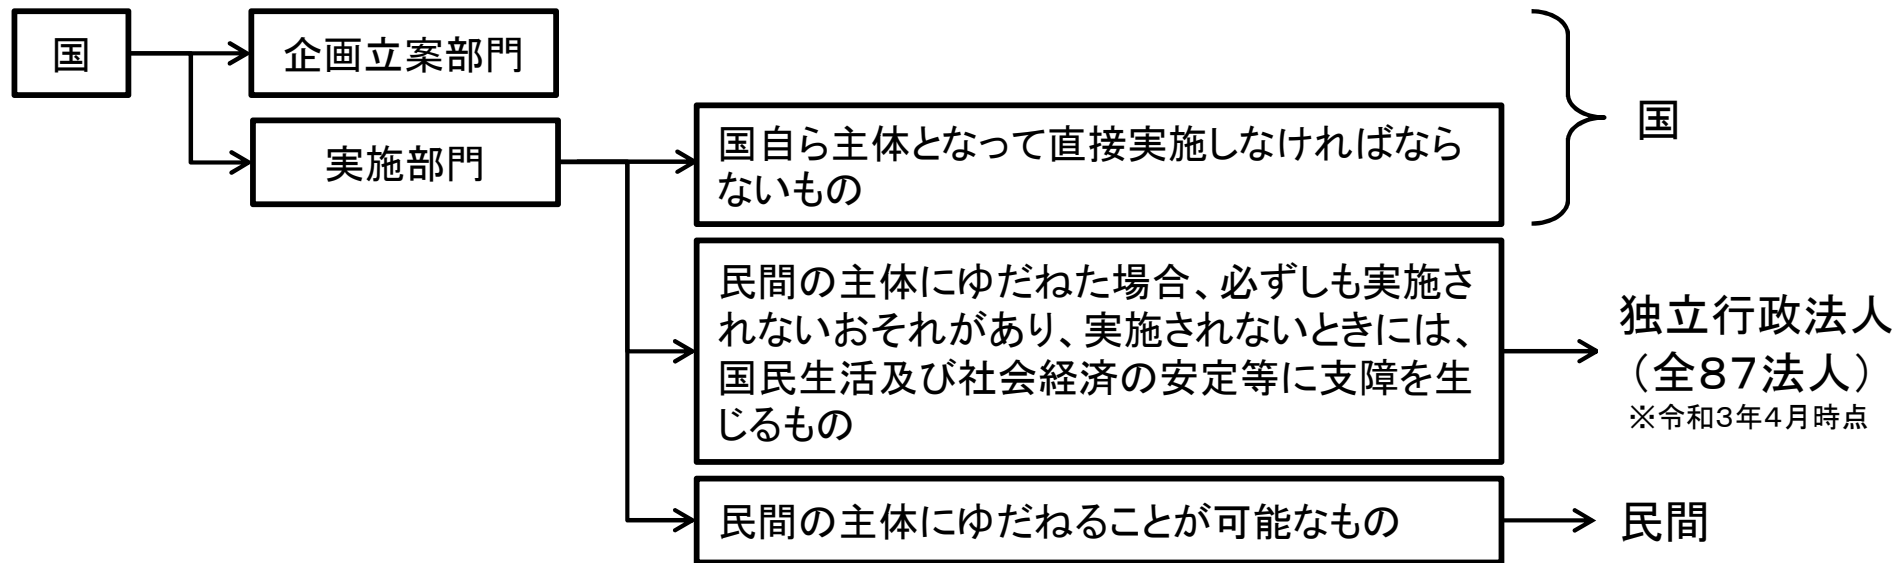 国
企画立案部門
実施部門
国自ら主体となって直接実施しなければなら
ないもの
国
民間の主体にゆだねた場合、必ずしも実施さ
れないおそれがあり、実施されないときには、
国民生活及び社会経済の安定等に支障を生
じるもの
独立行政法人
（全８７法人）
※令和３年４月時点
民間の主体にゆだねることが可能なもの
民間